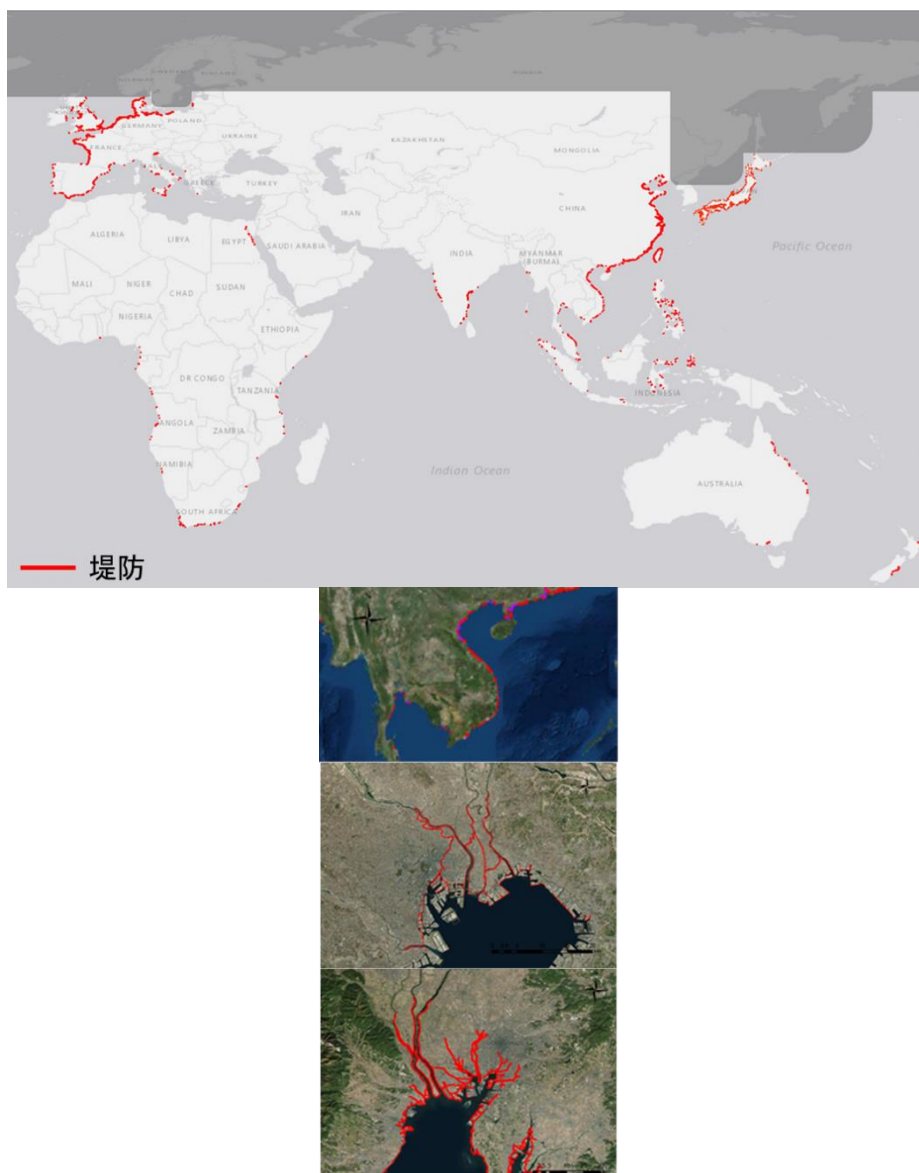 POLAND
GERMANY
UKRAINE
FRANCE
KAZAKHSTAN
MONGOLIA
GREECE
TURKEY
CHINA
IRAN
ALGERIA
LIBYA
EGYPT
SAUDI ARABIA
INDIA
MYANMAR
(BURMA)
Pacific Ocean
MALI
NIGER
CHAD
SUDAN
NIGERIA
ETHIOPIA
DR CONGO
TANZANIA
INDONESIA
ANGOLA
ZAMBIA
NAMIBIA
Indian Ocean
AUSTRALIA
SOUTH AFRICA
堤防